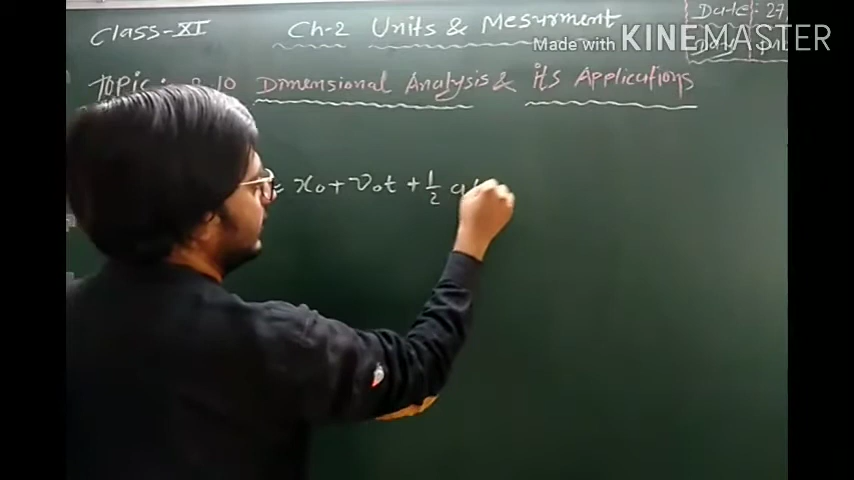 Class-XI Ch-2 Units & Mesurment Date: 27
Made with KINEMASTER
Topic: 2.10 Dimensional Analysis & its Applications
= x₀ + v₀t + 1/2 a